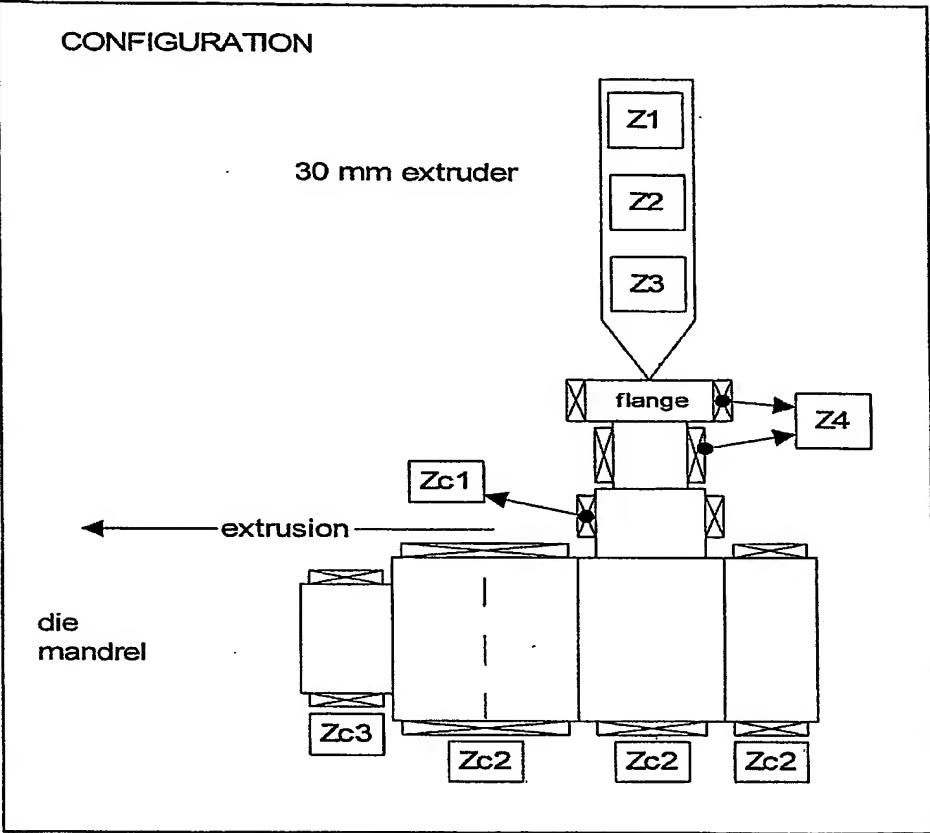 CONFIGURATION
Z1
30 mm extruder
Z2
Z3
flange
Z4
Zc1
extrusion
die
mandrel
Zc3
Zc2
Zc2
Zc2